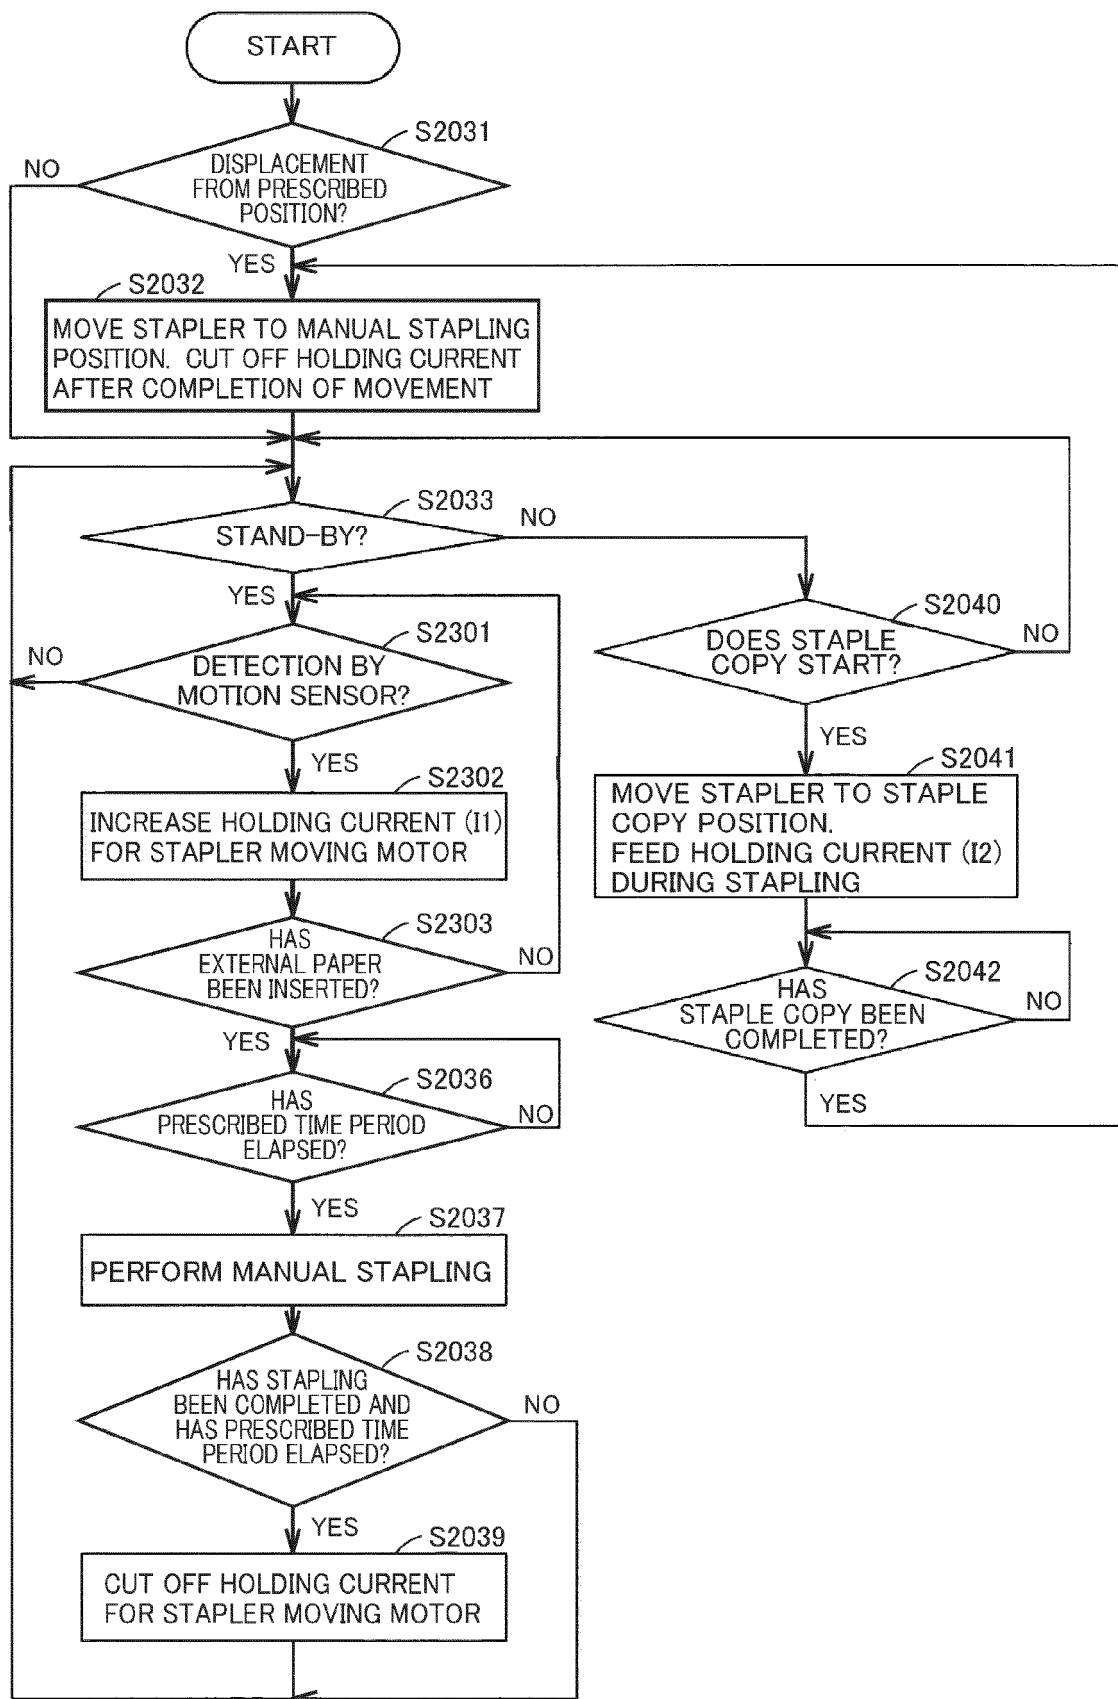 START
S2031
NO
DISPLACEMENT
FROM PRESCRIBED
POSITION?
YES
S2032
MOVE STAPLER TO MANUAL STAPLING
POSITION. CUT OFF HOLDING CURRENT
AFTER COMPLETION OF MOVEMENT
S2033
STAND-BY?
NO
YES
S2301
NO
DETECTION BY
MOTION SENSOR?
YES
S2302
INCREASE HOLDING CURRENT (I1)
FOR STAPLER MOVING MOTOR
S2303
HAS
EXTERNAL PAPER
BEEN INSERTED?
NO
YES
S2036
HAS
PRESCRIBED TIME PERIOD
ELAPSED?
NO
YES
S2037
PERFORM MANUAL STAPLING
S2038
HAS STAPLING
BEEN COMPLETED AND
HAS PRESCRIBED TIME
PERIOD ELAPSED?
NO
YES
S2039
CUT OFF HOLDING CURRENT
FOR STAPLER MOVING MOTOR
S2040
DOES STAPLE
COPY START?
NO
YES
S2041
MOVE STAPLER TO STAPLE
COPY POSITION.
FEED HOLDING CURRENT (I2)
DURING STAPLING
S2042
HAS
STAPLE COPY BEEN
COMPLETED?
NO
YES